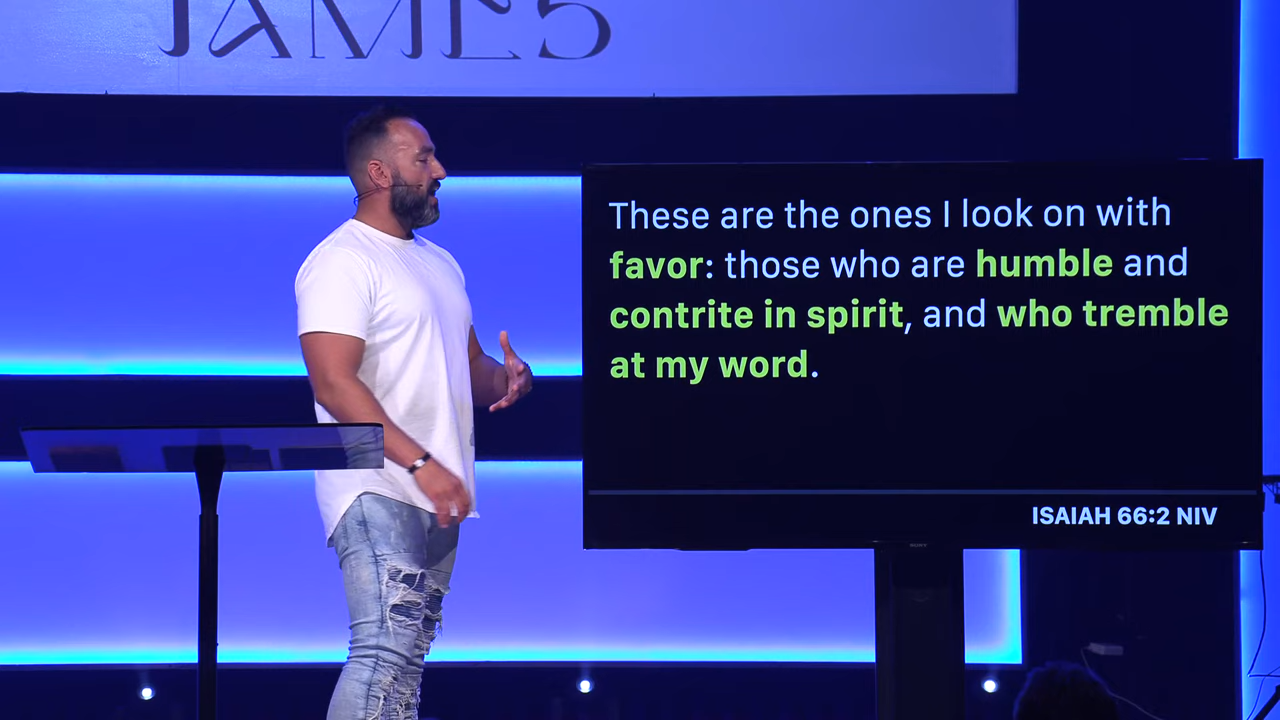 JAMES
These are the ones I look on with
favor: those who are humble and
contrite in spirit, and who tremble
at my word.
ISAIAH 66:2 NIV
SONY